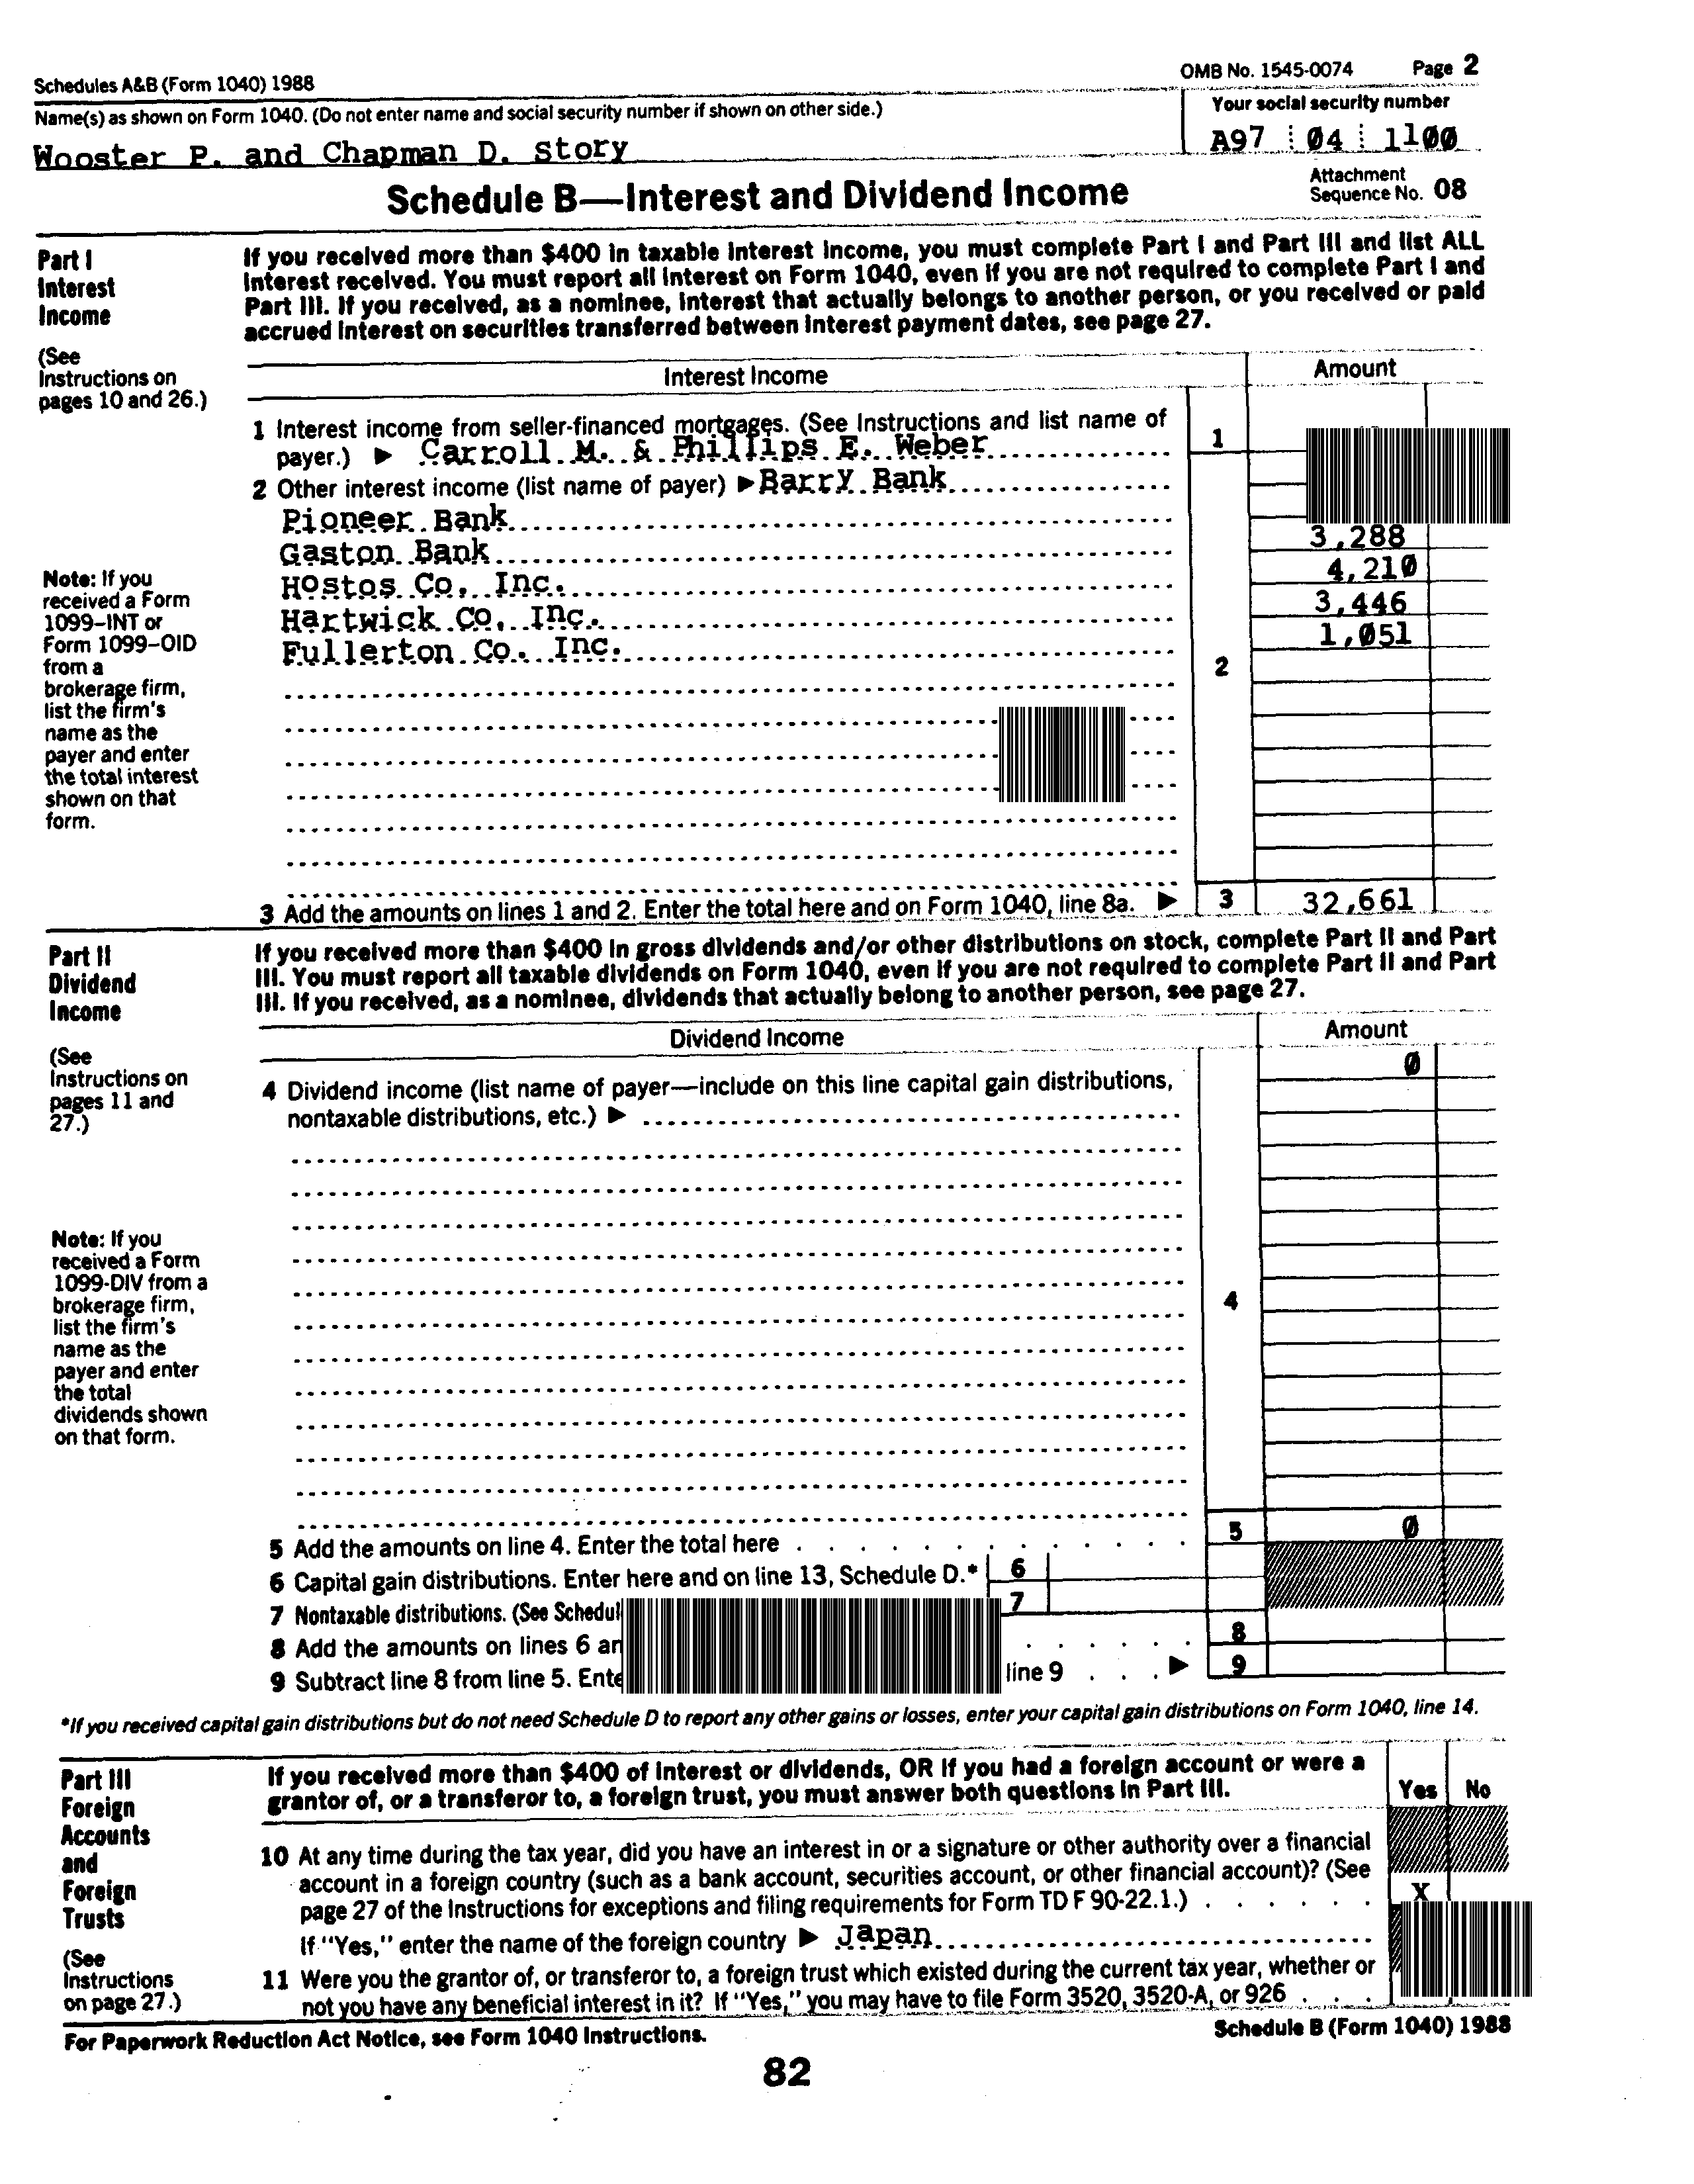 Schedules A&B (Form 1040) 1988 OMB No. 1545-0074 Page 2
Name(s) as shown on Form 1040. (Do not enter name and social security number if shown on other side.) Your social security number
Wooster P. and Chapman D. Story A97 04 1100
Schedule B—Interest and Dividend Income Attachment Sequence No. 08
Part I
Interest
Income
(See
Instructions on
pages 10 and 26.)
If you received more than $400 in taxable interest income, you must complete Part I and Part III and list ALL
interest received. You must report all interest on Form 1040, even if you are not required to complete Part I and
Part III. If you received, as a nominee, interest that actually belongs to another person, or you received or paid
accrued interest on securities transferred between interest payment dates, see page 27.
Interest Income Amount
1 Interest income from seller-financed mortgages. (See Instructions and list name of
payer.) ▶ Carroll M. & Phillips E. Weber 1
2 Other interest income (list name of payer) ▶ Barry Bank
Pioneer Bank 3,288
Gaston Bank 4,210
Hostos Co. Inc. 3,446
Hartwick Co. Inc. 1,051
Fullerton Co. Inc.
2
Note: If you
received a Form
1099–INT or
Form 1099–OID
from a
brokerage firm,
list the firm's
name as the
payer and enter
the total interest
shown on that
form.
3 Add the amounts on lines 1 and 2. Enter the total here and on Form 1040, line 8a. ▶ 3 32,661
Part II
Dividend
Income
(See
Instructions on
pages 11 and
27.)
If you received more than $400 in gross dividends and/or other distributions on stock, complete Part II and Part
III. You must report all taxable dividends on Form 1040, even if you are not required to complete Part II and Part
III. If you received, as a nominee, dividends that actually belong to another person, see page 27.
Dividend Income Amount
0
4 Dividend income (list name of payer—include on this line capital gain distributions,
nontaxable distributions, etc.) ▶
4
Note: If you
received a Form
1099-DIV from a
brokerage firm,
list the firm's
name as the
payer and enter
the total
dividends shown
on that form.
5 Add the amounts on line 4. Enter the total here 5 0
6 Capital gain distributions. Enter here and on line 13, Schedule D.* 6
7 Nontaxable distributions. (See 7
8 Add the amounts on lines 6 8
9 Subtract line 8 from line 5. line 9 ▶ 9
*If you received capital gain distributions but do not need Schedule D to report any other gains or losses, enter your capital gain distributions on Form 1040, line 14.
Part III
Foreign
Accounts
and
Foreign
Trusts
(See
Instructions
on page 27.)
If you received more than $400 of interest or dividends, OR if you had a foreign account or were a
grantor of, or a transferor to, a foreign trust, you must answer both questions in Part III. Yes No
10 At any time during the tax year, did you have an interest in or a signature or other authority over a financial
account in a foreign country (such as a bank account, securities account, or other financial account)? (See
page 27 of the Instructions for exceptions and filing requirements for Form TD F 90-22.1.) X
If "Yes," enter the name of the foreign country ▶ Japan
11 Were you the grantor of, or transferor to, a foreign trust which existed during the current tax year, whether or
not you have any beneficial interest in it? If "Yes," you may have to file Form 3520, 3520-A, or 926
For Paperwork Reduction Act Notice, see Form 1040 Instructions. Schedule B (Form 1040) 1988
82